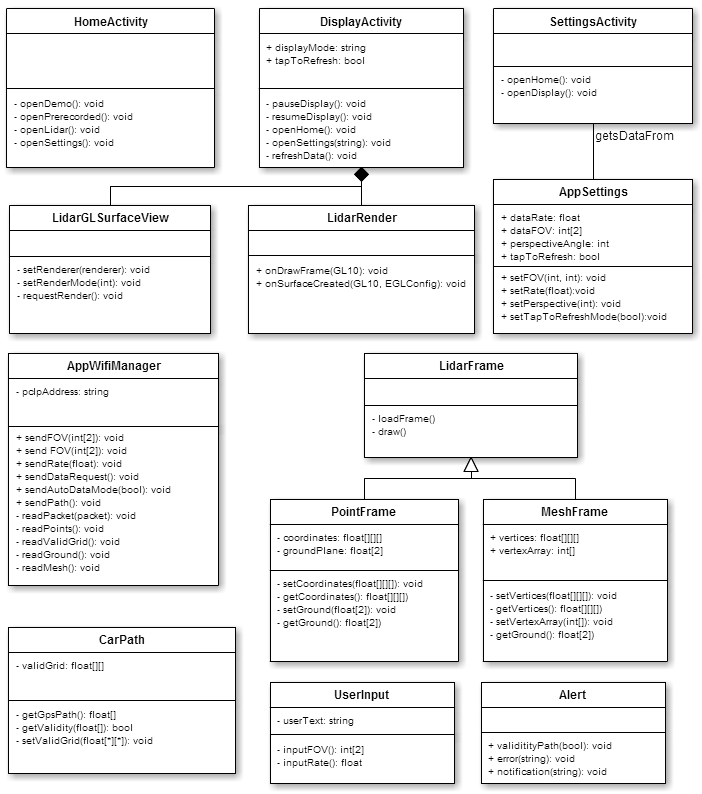 HomeActivity
- openDemo(): void
- openPrerecorded(): void
- openLidar(): void
- openSettings(): void
DisplayActivity
+ displayMode: string
+ tapToRefresh: bool
- pauseDisplay(): void
- resumeDisplay(): void
- openHome(): void
- openSettings(string): void
- refreshData(): void
SettingsActivity
- openHome(): void
- openDisplay(): void
getsDataFrom
LidarGLSurfaceView
- setRenderer(renderer): void
- setRenderMode(int): void
- requestRender(): void
LidarRender
+ onDrawFrame(GL10): void
+ onSurfaceCreated(GL10, EGLConfig): void
AppSettings
+ dataRate: float
+ dataFOV: int[2]
+ perspectiveAngle: int
+ tapToRefresh: bool
+ setFOV(int, int): void
+ setRate(float):void
+ setPerspective(int): void
+ setTapToRefreshMode(bool):void
AppWifiManager
- pcIpAddress: string
+ sendFOV(int[2]): void
+ send FOV(int[2]): void
+ sendRate(float): void
+ sendDataRequest(): void
+ sendAutoDataMode(bool): void
+ sendPath(): void
- readPacket(packet): void
- readPoints(): void
- readValidGrid(): void
- readGround(): void
- readMesh(): void
LidarFrame
- loadFrame()
- draw()
PointFrame
- coordinates: float[][][]
- groundPlane: float[2]
- setCoordinates(float[][][]): void
- getCoordinates(): float[][][])
- setGround(float[2]): void
- getGround(): float[2])
MeshFrame
+ vertices: float[][][]
+ vertexArray: int[]
- setVertices(float[][][]): void
- getVertices(): float[][][])
- setVertexArray(int[]): void
- getGround(): float[2])
CarPath
- validGrid: float[][]
- getGpsPath(): float[]
- getValidity(float[]): bool
- setValidGrid(float[*][*]): void
UserInput
- userText: string
- inputFOV(): int[2]
- inputRate(): float
Alert
+ validitityPath(bool): void
+ error(string): void
+ notification(string): void